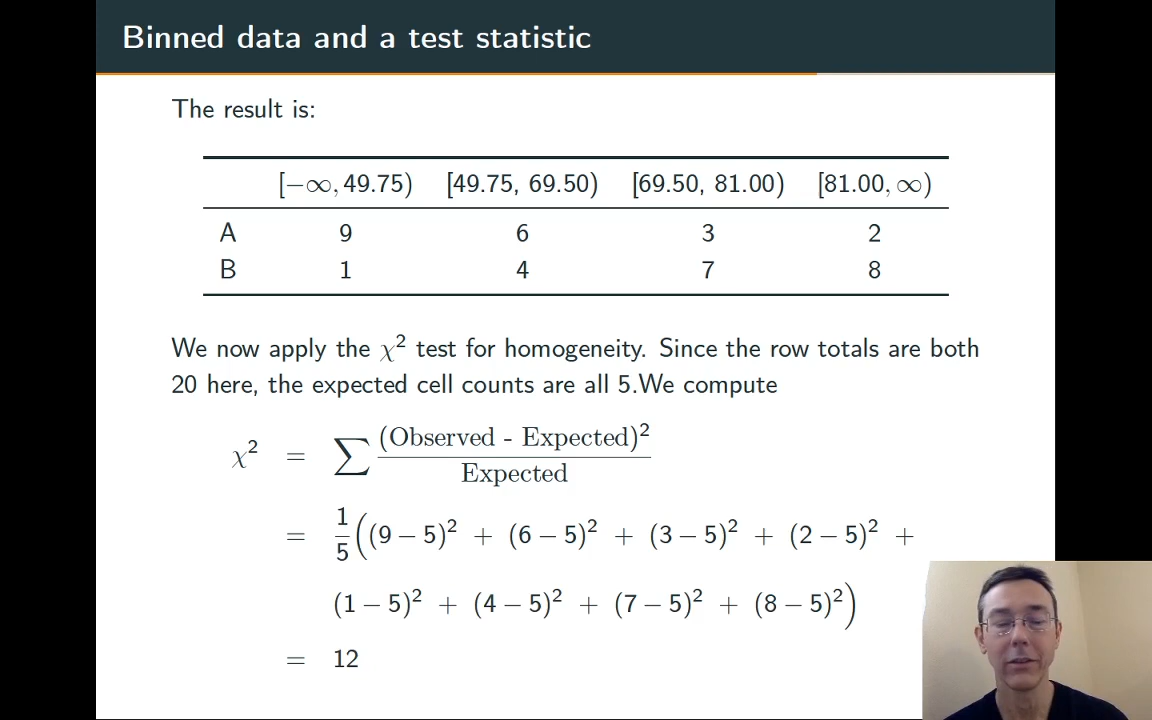 Binned data and a test statistic
The result is:
[−∞, 49.75) [49.75, 69.50) [69.50, 81.00) [81.00, ∞)
A 9 6 3 2
B 1 4 7 8
We now apply the χ² test for homogeneity. Since the row totals are both
20 here, the expected cell counts are all 5.We compute
χ² = ∑ (Observed - Expected)² / Expected
= 1/5 ((9 − 5)² + (6 − 5)² + (3 − 5)² + (2 − 5)² +
(1 − 5)² + (4 − 5)² + (7 − 5)² + (8 − 5)²)
= 12